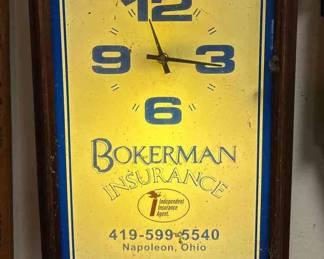 12
9 3
6
BOKERMAN
INSURANCE
Independent
Insurance
Agent.
419-599-5540
Napoleon, Ohio